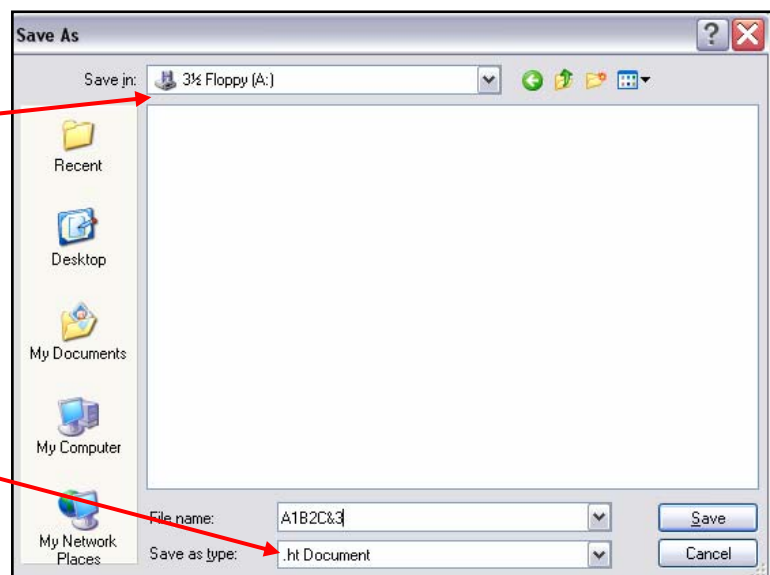 Save As
Save in: 3½ Floppy (A:)
Recent
Desktop
My Documents
My Computer
My Network
Places
File name: A1B2C&3 Save
Save as type: .ht Document Cancel